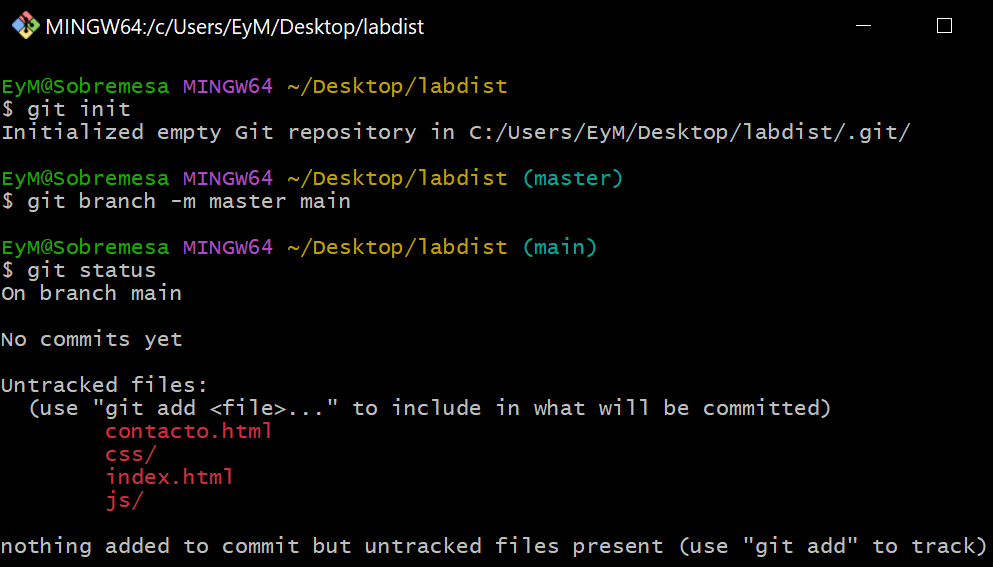 MINGW64:/c/Users/EyM/Desktop/labdist
EyM@Sobremesa MINGW64 ~/Desktop/labdist
$ git init
Initialized empty Git repository in C:/Users/EyM/Desktop/labdist/.git/
EyM@Sobremesa MINGW64 ~/Desktop/labdist (master)
$ git branch -m master main
EyM@Sobremesa MINGW64 ~/Desktop/labdist (main)
$ git status
On branch main
No commits yet
Untracked files:
  (use "git add <file>..." to include in what will be committed)
        contacto.html
        css/
        index.html
        js/
nothing added to commit but untracked files present (use "git add" to track)